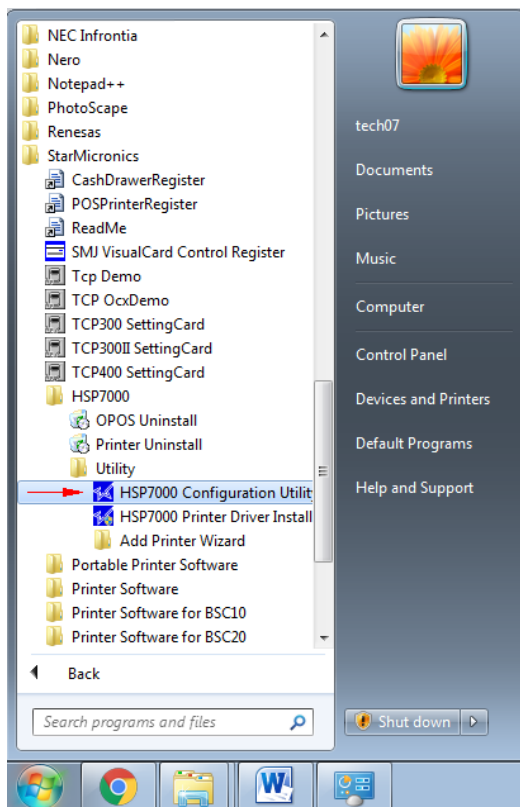 NEC Infrontia
Nero
Notepad++
PhotoScape
Renesas
StarMicronics
CashDrawerRegister
POSPrinterRegister
ReadMe
SMJ VisualCard Control Register
Tcp Demo
TCP OcxDemo
TCP300 SettingCard
TCP300II SettingCard
TCP400 SettingCard
HSP7000
OPOS Uninstall
Printer Uninstall
Utility
HSP7000 Configuration Utilit
HSP7000 Printer Driver Install
Add Printer Wizard
Portable Printer Software
Printer Software
Printer Software for BSC10
Printer Software for BSC20
Back
Search programs and files
tech07
Documents
Pictures
Music
Computer
Control Panel
Devices and Printers
Default Programs
Help and Support
Shut down
W